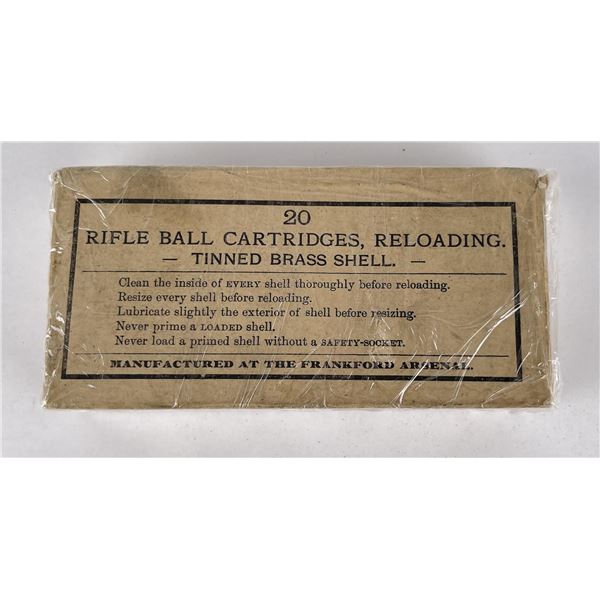 20
RIFLE BALL CARTRIDGES, RELOADING.
— TINNED BRASS SHELL. —
Clean the inside of EVERY shell thoroughly before reloading.
Resize every shell before reloading.
Lubricate slightly the exterior of shell before resizing.
Never prime a LOADED shell.
Never load a primed shell without a SAFETY-SOCKET.
MANUFACTURED AT THE FRANKFORD ARSENAL.